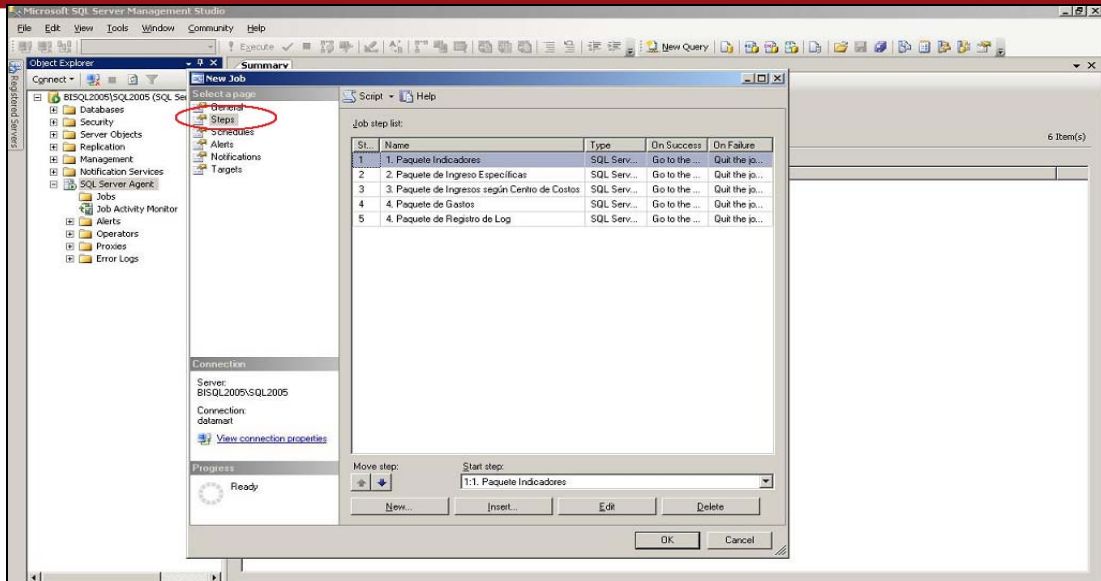 Microsoft SQL Server Management Studio
File Edit View Tools Window Community Help
Execute New Query
Object Explorer
Summary
Connect
Registered Servers
BISQL2005\SQL2005 (SQL Ser
Databases
Security
Server Objects
Replication
Management
Notification Services
SQL Server Agent
Jobs
Job Activity Monitor
Alerts
Operators
Proxies
Error Logs
6 Item(s)
New Job
Select a page
General
Steps
Schedules
Alerts
Notifications
Targets
Script Help
Job step list:
St... Name Type On Success On Failure
1 1. Paquete Indicadores SQL Serv... Go to the ... Quit the jo...
2 2. Paquete de Ingreso Específicas SQL Serv... Go to the ... Quit the jo...
3 3. Paquete de Ingresos según Centro de Costos SQL Serv... Go to the ... Quit the jo...
4 4. Paquete de Gastos SQL Serv... Go to the ... Quit the jo...
5 4. Paquete de Registro de Log SQL Serv... Go to the ... Quit the jo...
Connection
Server:
BISQL2005\SQL2005
Connection:
datamart
View connection properties
Progress
Ready
Move step: Start step:
1:1. Paquete Indicadores
New... Insert... Edit Delete
OK Cancel